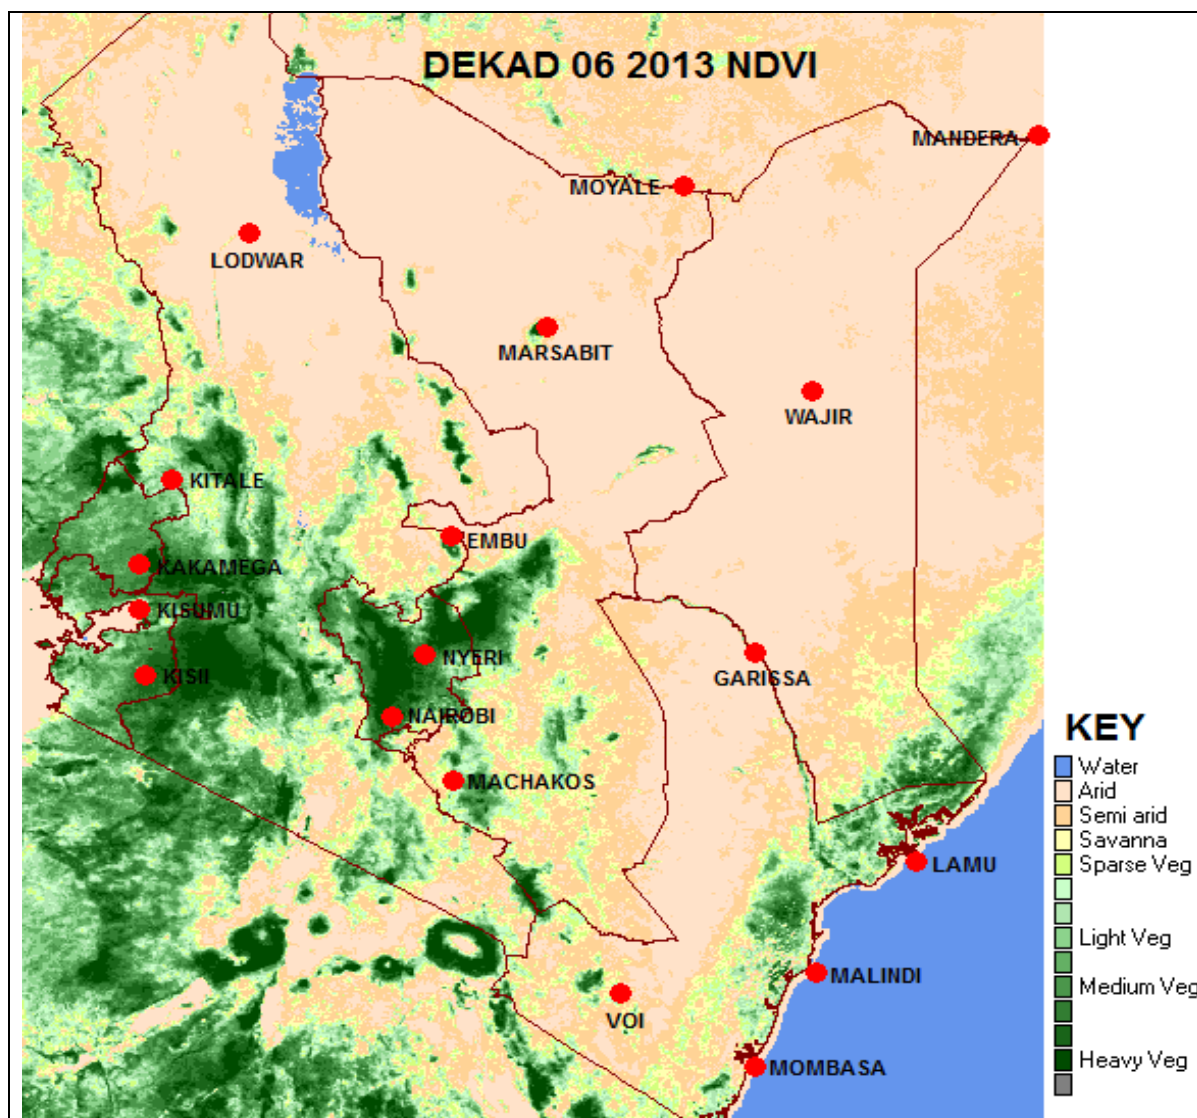 DEKAD 06 2013 NDVI
MANDERA
MOYALE
LODWAR
MARSABIT
WAJIR
KITALE
EMBU
KAKAMEGA
KISUMU
NYERI
GARISSA
KISII
NAIROBI
MACHAKOS
LAMU
MALINDI
VOI
MOMBASA
KEY
Water
Arid
Semi arid
Savanna
Sparse Veg
Light Veg
Medium Veg
Heavy Veg